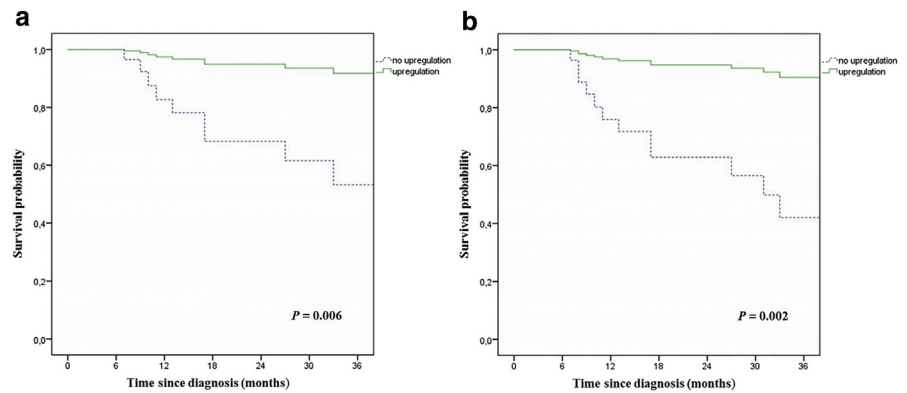 a
1,0
0,8
0,6
0,4
0,2
0,0
Survival probability
0 6 12 18 24 30 36
Time since diagnosis (months)
no upregulation
upregulation
P = 0.006
b
1,0
0,8
0,6
0,4
0,2
0,0
Survival probability
0 6 12 18 24 30 36
Time since diagnosis (months)
no upregulation
upregulation
P = 0.002